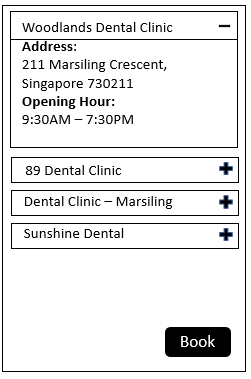 Woodlands Dental Clinic
Address:
211 Marsiling Crescent,
Singapore 730211
Opening Hour:
9:30AM – 7:30PM
89 Dental Clinic
Dental Clinic – Marsiling
Sunshine Dental
Book